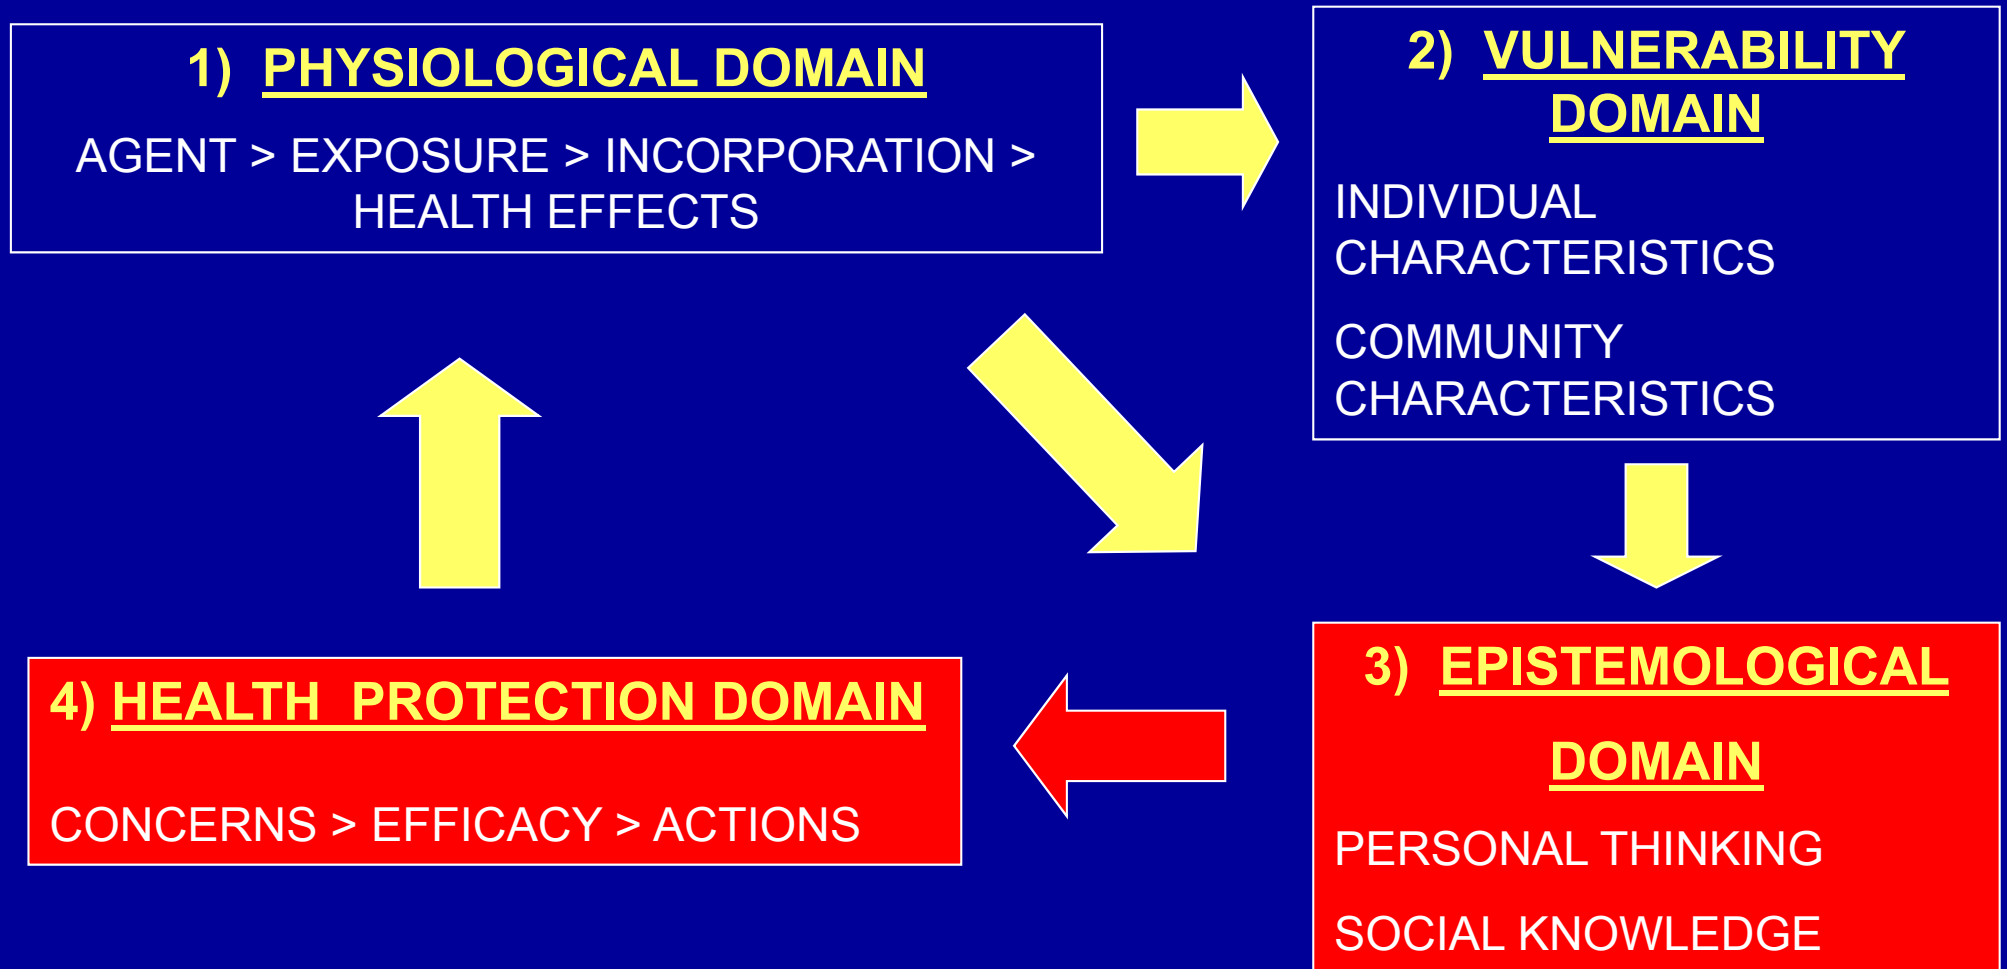 1) PHYSIOLOGICAL DOMAIN
AGENT > EXPOSURE > INCORPORATION >
HEALTH EFFECTS
2) VULNERABILITY
DOMAIN
INDIVIDUAL
CHARACTERISTICS
COMMUNITY
CHARACTERISTICS
3) EPISTEMOLOGICAL
DOMAIN
PERSONAL THINKING
SOCIAL KNOWLEDGE
4) HEALTH PROTECTION DOMAIN
CONCERNS > EFFICACY > ACTIONS